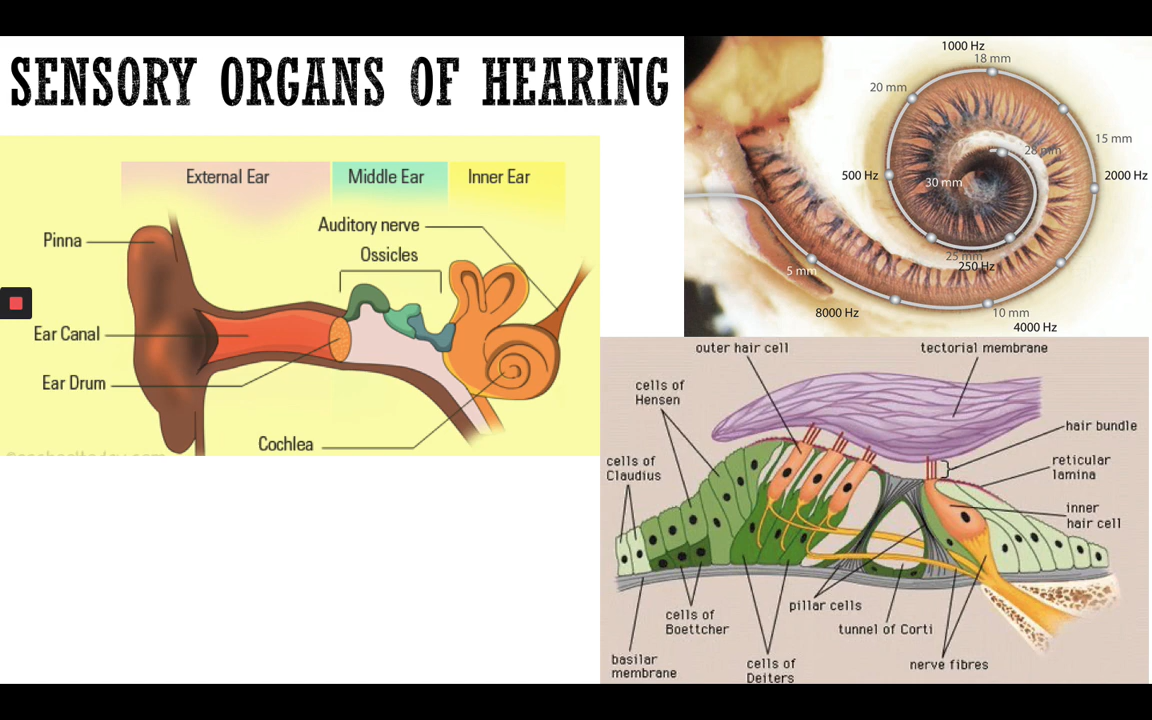 SENSORY ORGANS OF HEARING
External Ear
Middle Ear
Inner Ear
Pinna
Auditory nerve
Ossicles
Ear Canal
Ear Drum
Cochlea
1000 Hz
18 mm
20 mm
15 mm
28 mm
500 Hz
2000 Hz
30 mm
25 mm
250 Hz
5 mm
10 mm
8000 Hz
4000 Hz
outer hair cell
tectorial membrane
cells of
Hensen
hair bundle
cells of
Claudius
reticular
lamina
inner
hair cell
pillar cells
cells of
Boettcher
tunnel of Corti
basilar
membrane
cells of
Deiters
nerve fibres